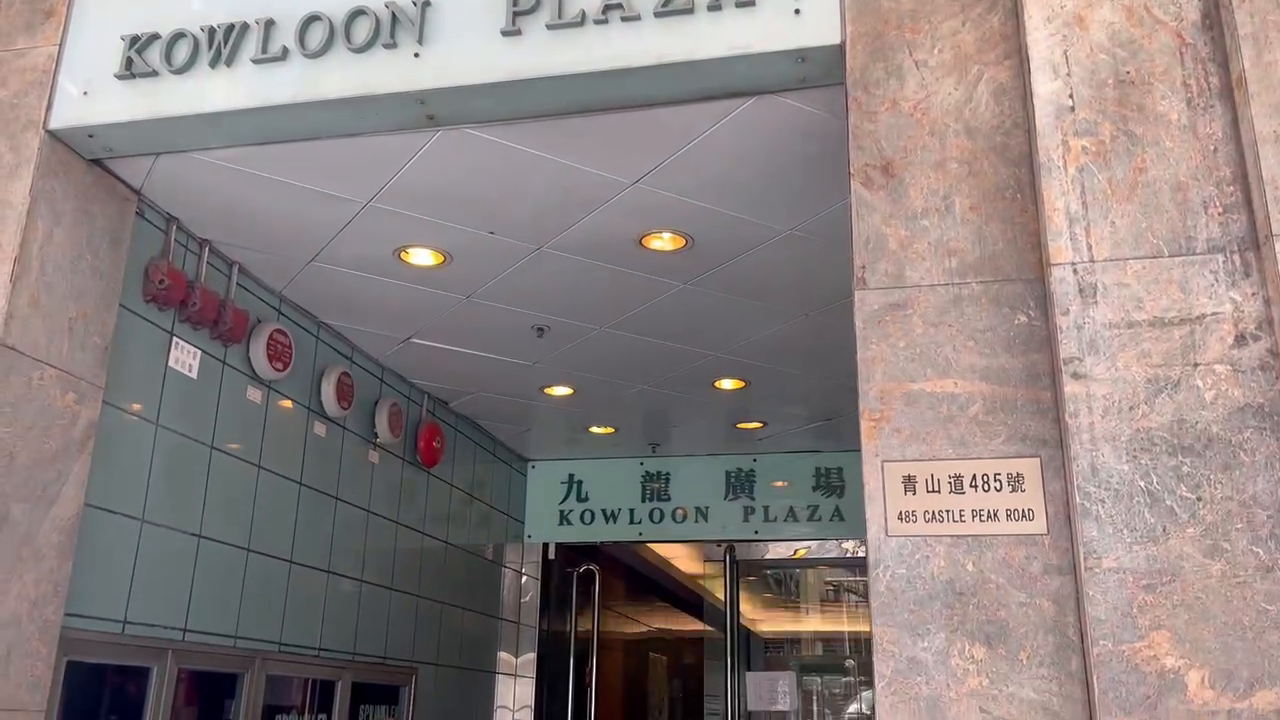 KOWLOON PLAZA
九龍廣場
KOWLOON PLAZA
青山道485號
485 CASTLE PEAK ROAD
SPRINKLER